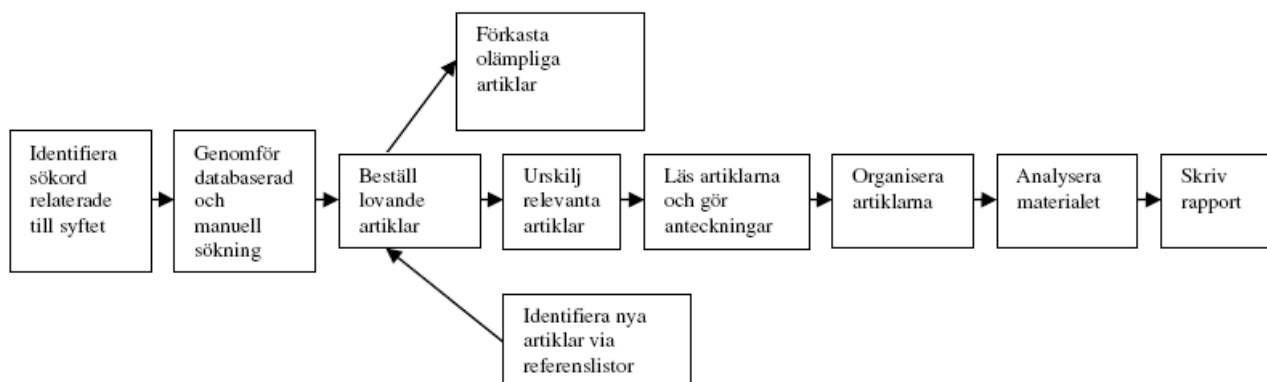 Förkasta
olämpliga
artiklar
Identifiera
sökord
relaterade
till syftet
Genomför
databaserad
och
manuell
sökning
Beställ
lovande
artiklar
Urskilj
relevanta
artiklar
Läs artiklarna
och gör
anteckningar
Organisera
artiklarna
Analysera
materialet
Skriv
rapport
Identifiera nya
artiklar via
referenslistor